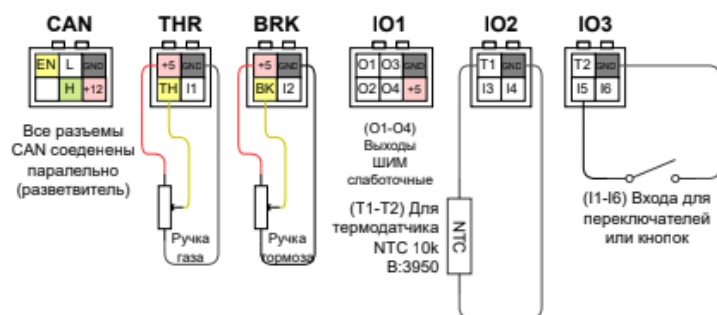 CAN
THR
BRK
IO1
IO2
IO3
EN L GND
H +12
+5 GND
TH I1
+5 GND
BK I2
O1 O3 GND
O2 O4 +5
T1 GND
I3 I4
T2 GND
I5 I6
Все разъемы
CAN соеденены
паралельно
(разветвитель)
Ручка
газа
Ручка
тормоза
(O1-O4)
Выходы
ШИМ
слаботочные
(T1-T2) Для
термодатчика
NTC 10k
B:3950
NTC
(I1-I6) Входа для
переключателей
или кнопок